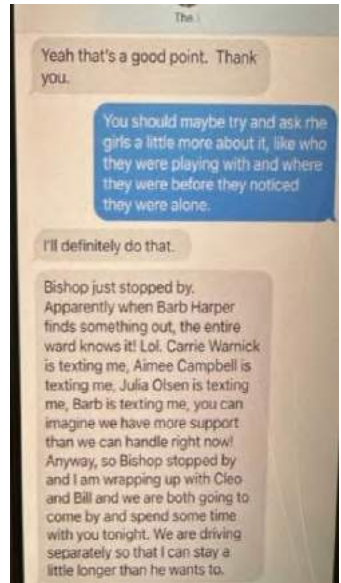 The
Yeah that's a good point. Thank
you.
You should maybe try and ask rhe
girls a little more about it, like who
they were playing with and where
they were before they noticed
they were alone.
I'll definitely do that.
Bishop just stopped by.
Apparently when Barb Harper
finds something out, the entire
ward knows it! Lol. Carrie Warnick
is texting me, Aimee Campbell is
texting me, Julia Olsen is texting
me, Barb is texting me, you can
imagine we have more support
than we can handle right now!
Anyway, so Bishop stopped by
and I am wrapping up with Cleo
and Bill and we are both going to
come by and spend some time
with you tonight. We are driving
separately so that I can stay a
little longer than he wants to.